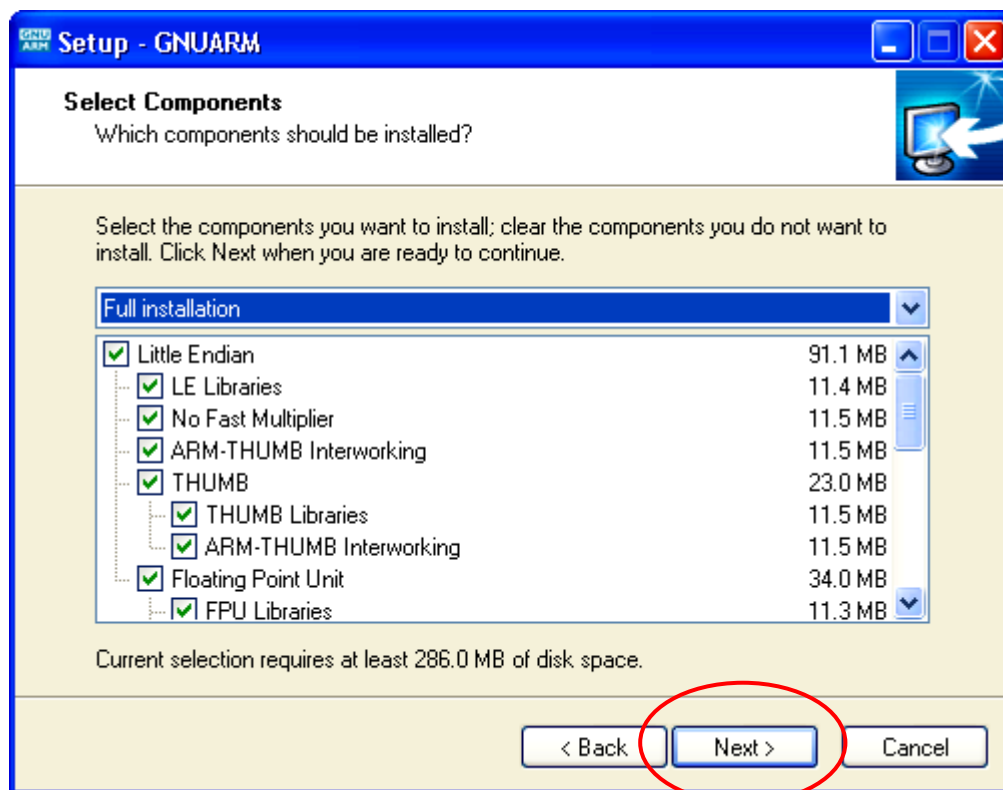 GNU
ARM
Setup - GNUARM
Select Components
Which components should be installed?
Select the components you want to install; clear the components you do not want to
install. Click Next when you are ready to continue.
Full installation
Little Endian 91.1 MB
LE Libraries 11.4 MB
No Fast Multiplier 11.5 MB
ARM-THUMB Interworking 11.5 MB
THUMB 23.0 MB
THUMB Libraries 11.5 MB
ARM-THUMB Interworking 11.5 MB
Floating Point Unit 34.0 MB
FPU Libraries 11.3 MB
Current selection requires at least 286.0 MB of disk space.
< Back Next > Cancel